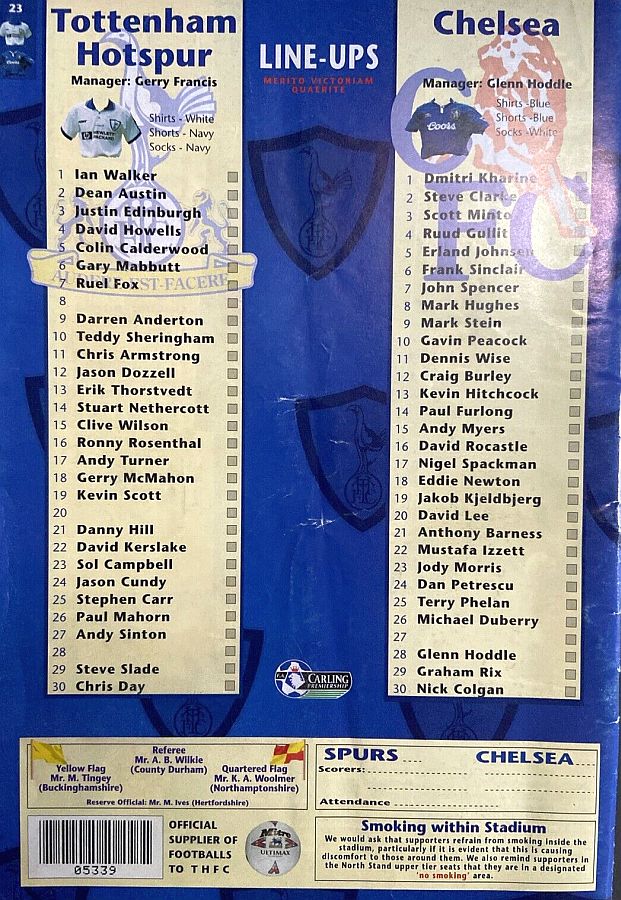 23
Tottenham
Hotspur
Manager: Gerry Francis
Shirts - White
Shorts - Navy
Socks - Navy
HEWLETT
PACKARD
1 Ian Walker
2 Dean Austin
3 Justin Edinburgh
4 David Howells
5 Colin Calderwood
6 Gary Mabbutt
7 Ruel Fox
8
9 Darren Anderton
10 Teddy Sheringham
11 Chris Armstrong
12 Jason Dozzell
13 Erik Thorstvedt
14 Stuart Nethercott
15 Clive Wilson
16 Ronny Rosenthal
17 Andy Turner
18 Gerry McMahon
19 Kevin Scott
20
21 Danny Hill
22 David Kerslake
23 Sol Campbell
24 Jason Cundy
25 Stephen Carr
26 Paul Mahorn
27 Andy Sinton
28
29 Steve Slade
30 Chris Day
LINE-UPS
MERITO VICTORIAM
QUAERITE
F.A. CARLING
PREMIERSHIP
Chelsea
Manager: Glenn Hoddle
Shirts -Blue
Shorts -Blue
Socks -White
Coors
CFC
1 Dmitri Kharine
2 Steve Clarke
3 Scott Minto
4 Ruud Gullit
5 Erland Johnsen
6 Frank Sinclair
7 John Spencer
8 Mark Hughes
9 Mark Stein
10 Gavin Peacock
11 Dennis Wise
12 Craig Burley
13 Kevin Hitchcock
14 Paul Furlong
15 Andy Myers
16 David Rocastle
17 Nigel Spackman
18 Eddie Newton
19 Jakob Kjeldbjerg
20 David Lee
21 Anthony Barness
22 Mustafa Izzett
23 Jody Morris
24 Dan Petrescu
25 Terry Phelan
26 Michael Duberry
27
28 Glenn Hoddle
29 Graham Rix
30 Nick Colgan
Yellow Flag
Mr. M. Tingey
(Buckinghamshire)
Referee
Mr. A. B. Wilkie
(County Durham)
Quartered Flag
Mr. K. A. Woolmer
(Northamptonshire)
Reserve Official: Mr. M. Ives (Hertfordshire)
SPURS .... CHELSEA....
Scorers:
Attendance
05339
OFFICIAL
SUPPLIER OF
FOOTBALLS
TO THFC
Mitre
ULTIMAX
Smoking within Stadium
We would ask that supporters refrain from smoking inside the
stadium, particularly if it is evident that this is causing
discomfort to those around them. We also remind supporters in
the North Stand upper tier seats that they are in a designated
'no smoking' area.